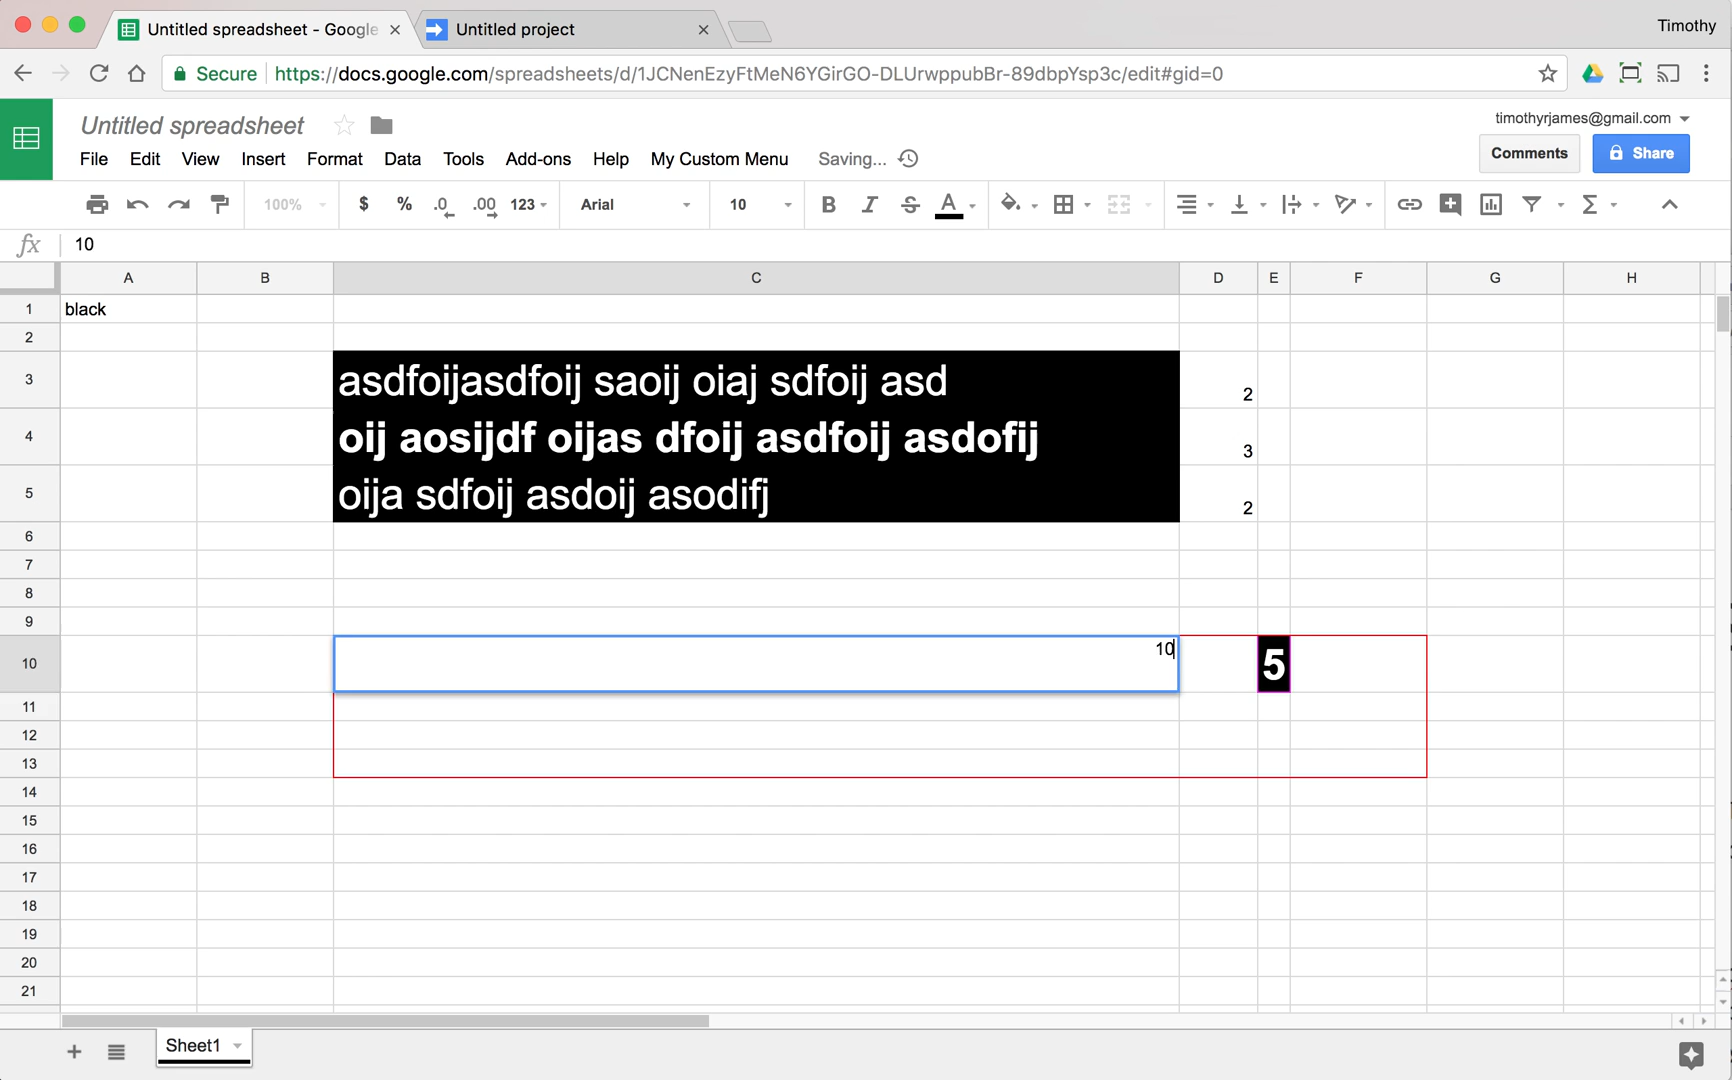 Untitled spreadsheet - Google
Untitled project
Timothy
Secure https://docs.google.com/spreadsheets/d/1JCNenEzyFtMeN6YGirGO-DLUrwppubBr-89dbpYsp3c/edit#gid=0
Untitled spreadsheet
timothyrjames@gmail.com
File Edit View Insert Format Data Tools Add-ons Help My Custom Menu Saving...
Comments Share
100% $ % .0 .00 123 Arial 10 B I S A Σ
fx 10
A B C D E F G H
1 black
2
3 asdfoijasdfoij saoij oiaj sdfoij asd 2
4 oij aosijdf oijas dfoij asdfoij asdofij 3
5 oija sdfoij asdoij asodifj 2
6
7
8
9
10 10 5
11
12
13
14
15
16
17
18
19
20
21
Sheet1